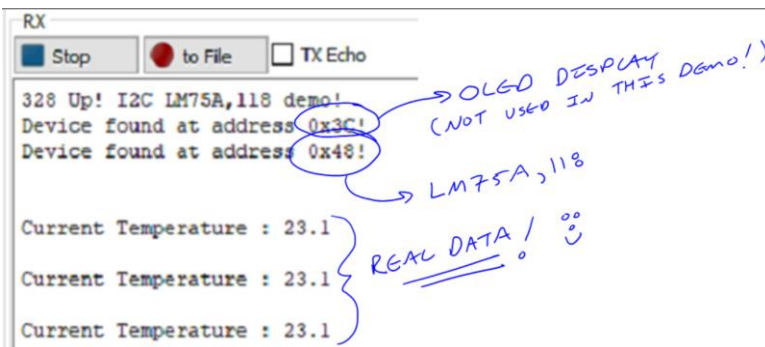 RX
Stop to File TX Echo
328 Up! I2C LM75A,118 demo!
Device found at address 0x3C!
Device found at address 0x48!
OLED DISPLAY
(NOT USED IN THIS DEMO!)
LM75A,118
Current Temperature : 23.1
Current Temperature : 23.1
Current Temperature : 23.1
REAL DATA!